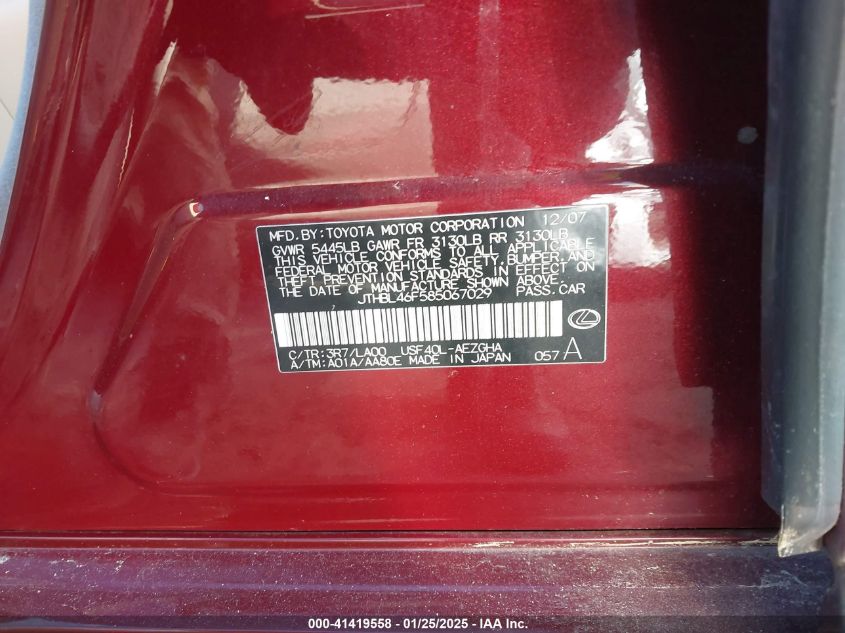 MFD.BY:TOYOTA MOTOR CORPORATION 12/07
GVWR 5445LB GAWR FR 3130LB RR 3130LB
THIS VEHICLE CONFORMS TO ALL APPLICABLE
FEDERAL MOTOR VEHICLE SAFETY,BUMPER,AND
THEFT PREVENTION STANDARDS IN EFFECT ON
THE DATE OF MANUFACTURE SHOWN ABOVE.
JTHBL46F585067029 PASS.CAR
C/TR:3R7/LA00 USF40L-AEZGHA
A/TM:A01A/AA80E MADE IN JAPAN 057 A
000-41419558 - 01/25/2025 - IAA Inc.